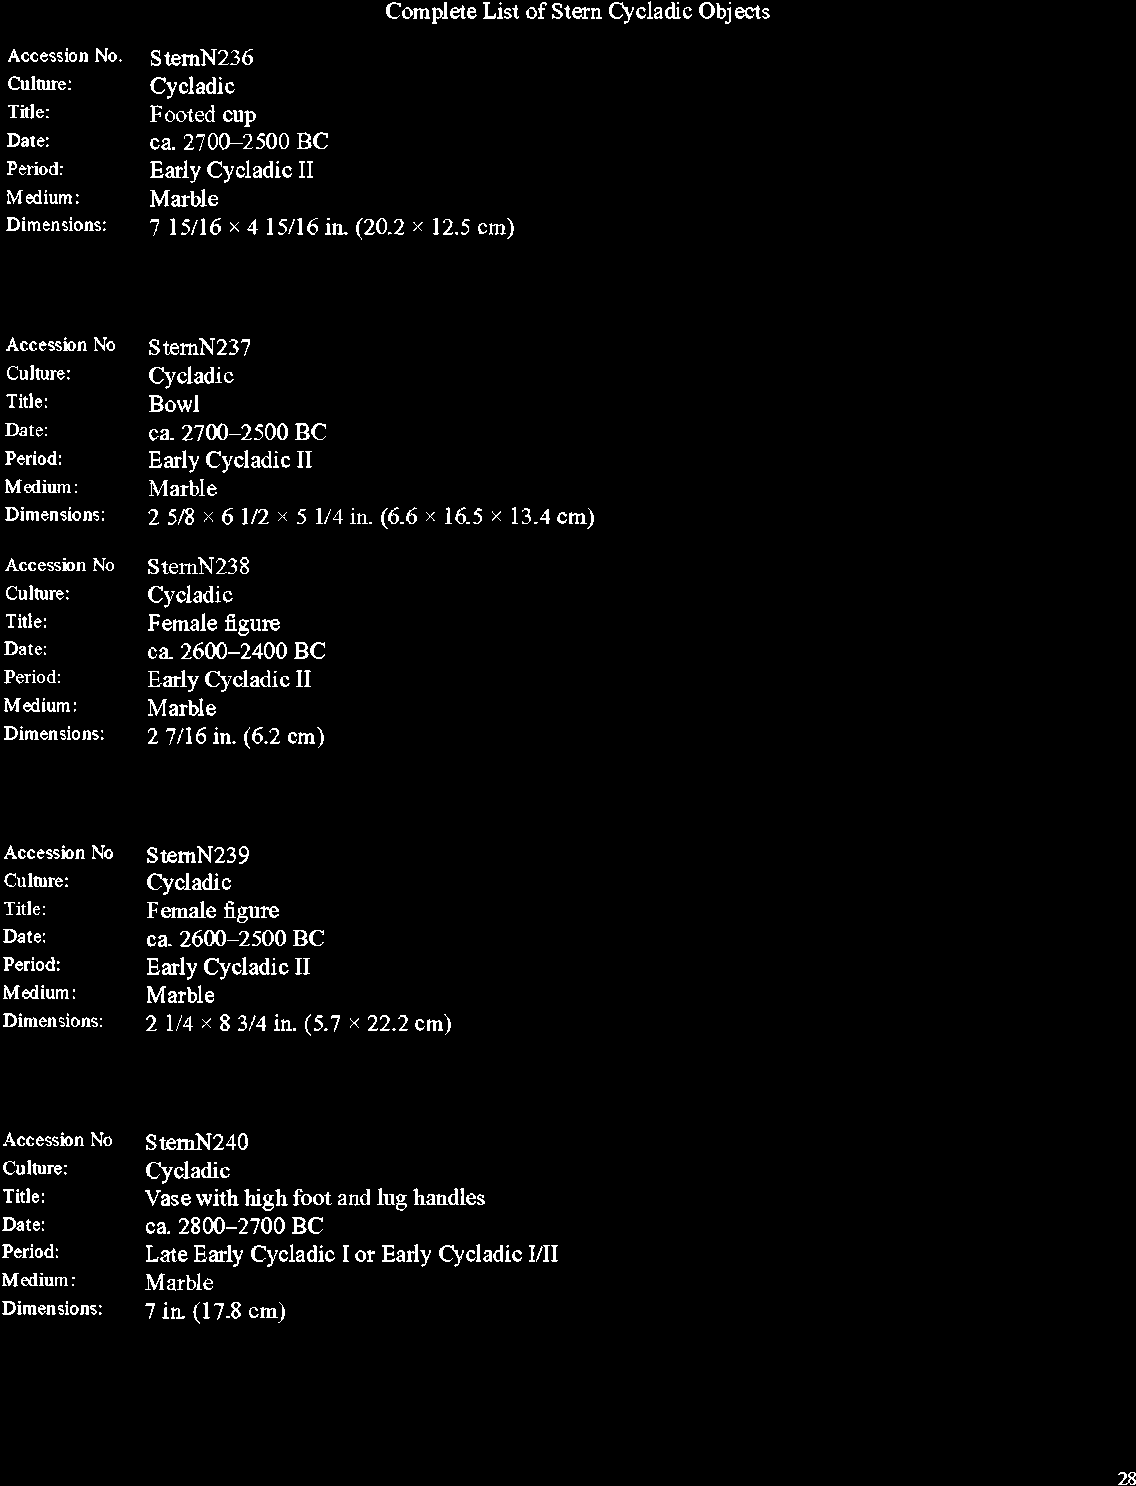 Complete List of Stern Cycladic Objects
Accession No. SternN236
Culture: Cycladic
Title: Footed cup
Date: ca. 2700–2500 BC
Period: Early Cycladic II
Medium: Marble
Dimensions: 7 15/16 × 4 15/16 in. (20.2 × 12.5 cm)
Accession No SternN237
Culture: Cycladic
Title: Bowl
Date: ca. 2700–2500 BC
Period: Early Cycladic II
Medium: Marble
Dimensions: 2 5/8 × 6 1/2 × 5 1/4 in. (6.6 × 16.5 × 13.4 cm)
Accession No SternN238
Culture: Cycladic
Title: Female figure
Date: ca. 2600–2400 BC
Period: Early Cycladic II
Medium: Marble
Dimensions: 2 7/16 in. (6.2 cm)
Accession No SternN239
Culture: Cycladic
Title: Female figure
Date: ca. 2600–2500 BC
Period: Early Cycladic II
Medium: Marble
Dimensions: 2 1/4 × 8 3/4 in. (5.7 × 22.2 cm)
Accession No SternN240
Culture: Cycladic
Title: Vase with high foot and lug handles
Date: ca. 2800–2700 BC
Period: Late Early Cycladic I or Early Cycladic I/II
Medium: Marble
Dimensions: 7 in. (17.8 cm)
28